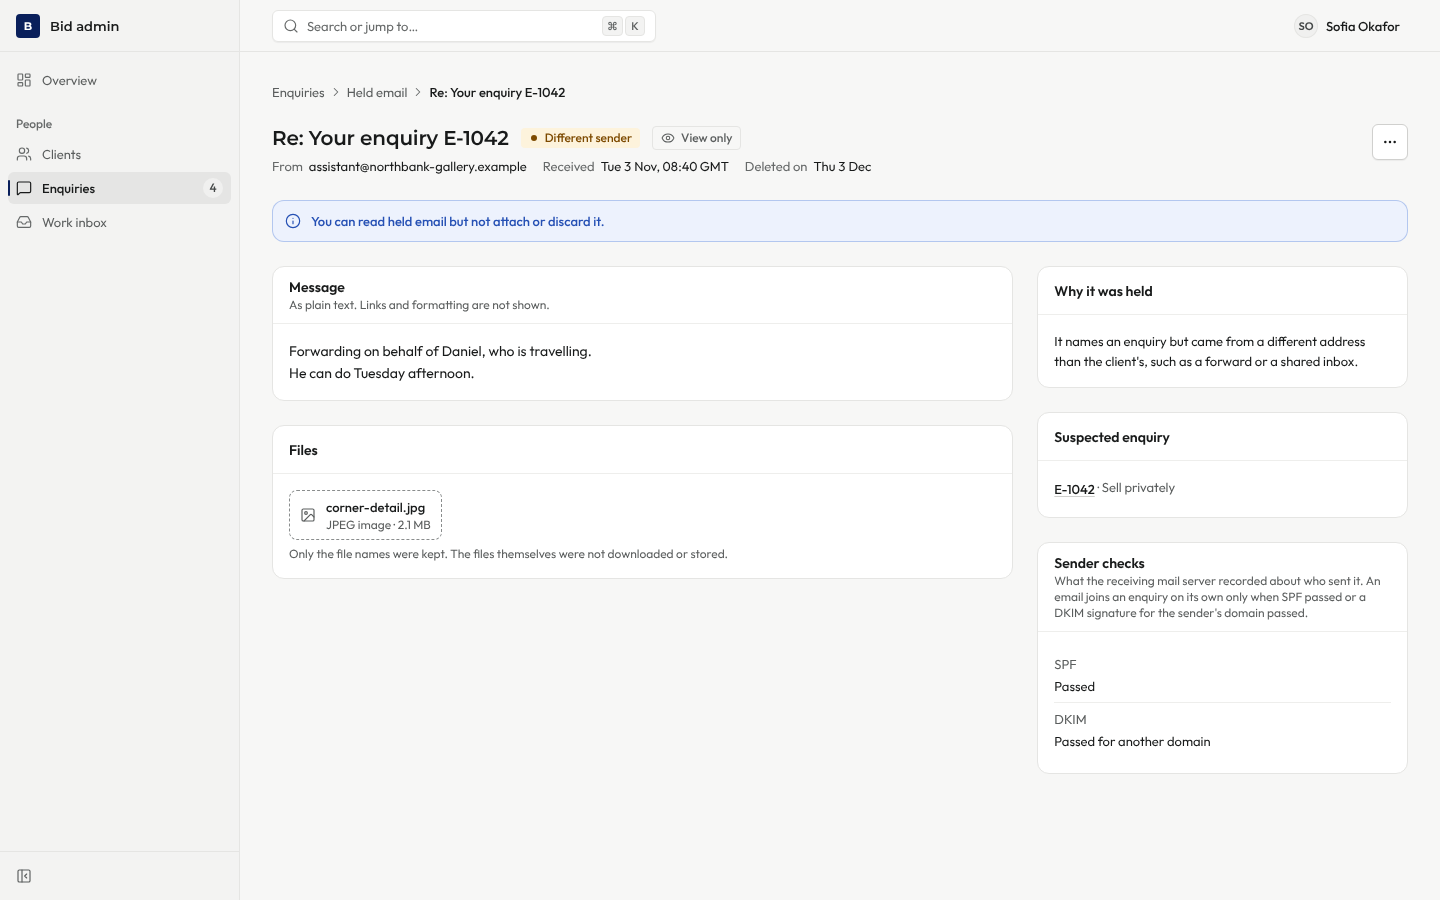 B Bid admin
Search or jump to... ⌘ K
SO Sofia Okafor
Overview
People
Clients
Enquiries 4
Work inbox
Enquiries > Held email > Re: Your enquiry E-1042
Re: Your enquiry E-1042 Different sender View only
From assistant@northbank-gallery.example Received Tue 3 Nov, 08:40 GMT Deleted on Thu 3 Dec
You can read held email but not attach or discard it.
Message
As plain text. Links and formatting are not shown.
Forwarding on behalf of Daniel, who is travelling.
He can do Tuesday afternoon.
Files
corner-detail.jpg
JPEG image · 2.1 MB
Only the file names were kept. The files themselves were not downloaded or stored.
Why it was held
It names an enquiry but came from a different address
than the client's, such as a forward or a shared inbox.
Suspected enquiry
E-1042 · Sell privately
Sender checks
What the receiving mail server recorded about who sent it. An
email joins an enquiry on its own only when SPF passed or a
DKIM signature for the sender's domain passed.
SPF
Passed
DKIM
Passed for another domain